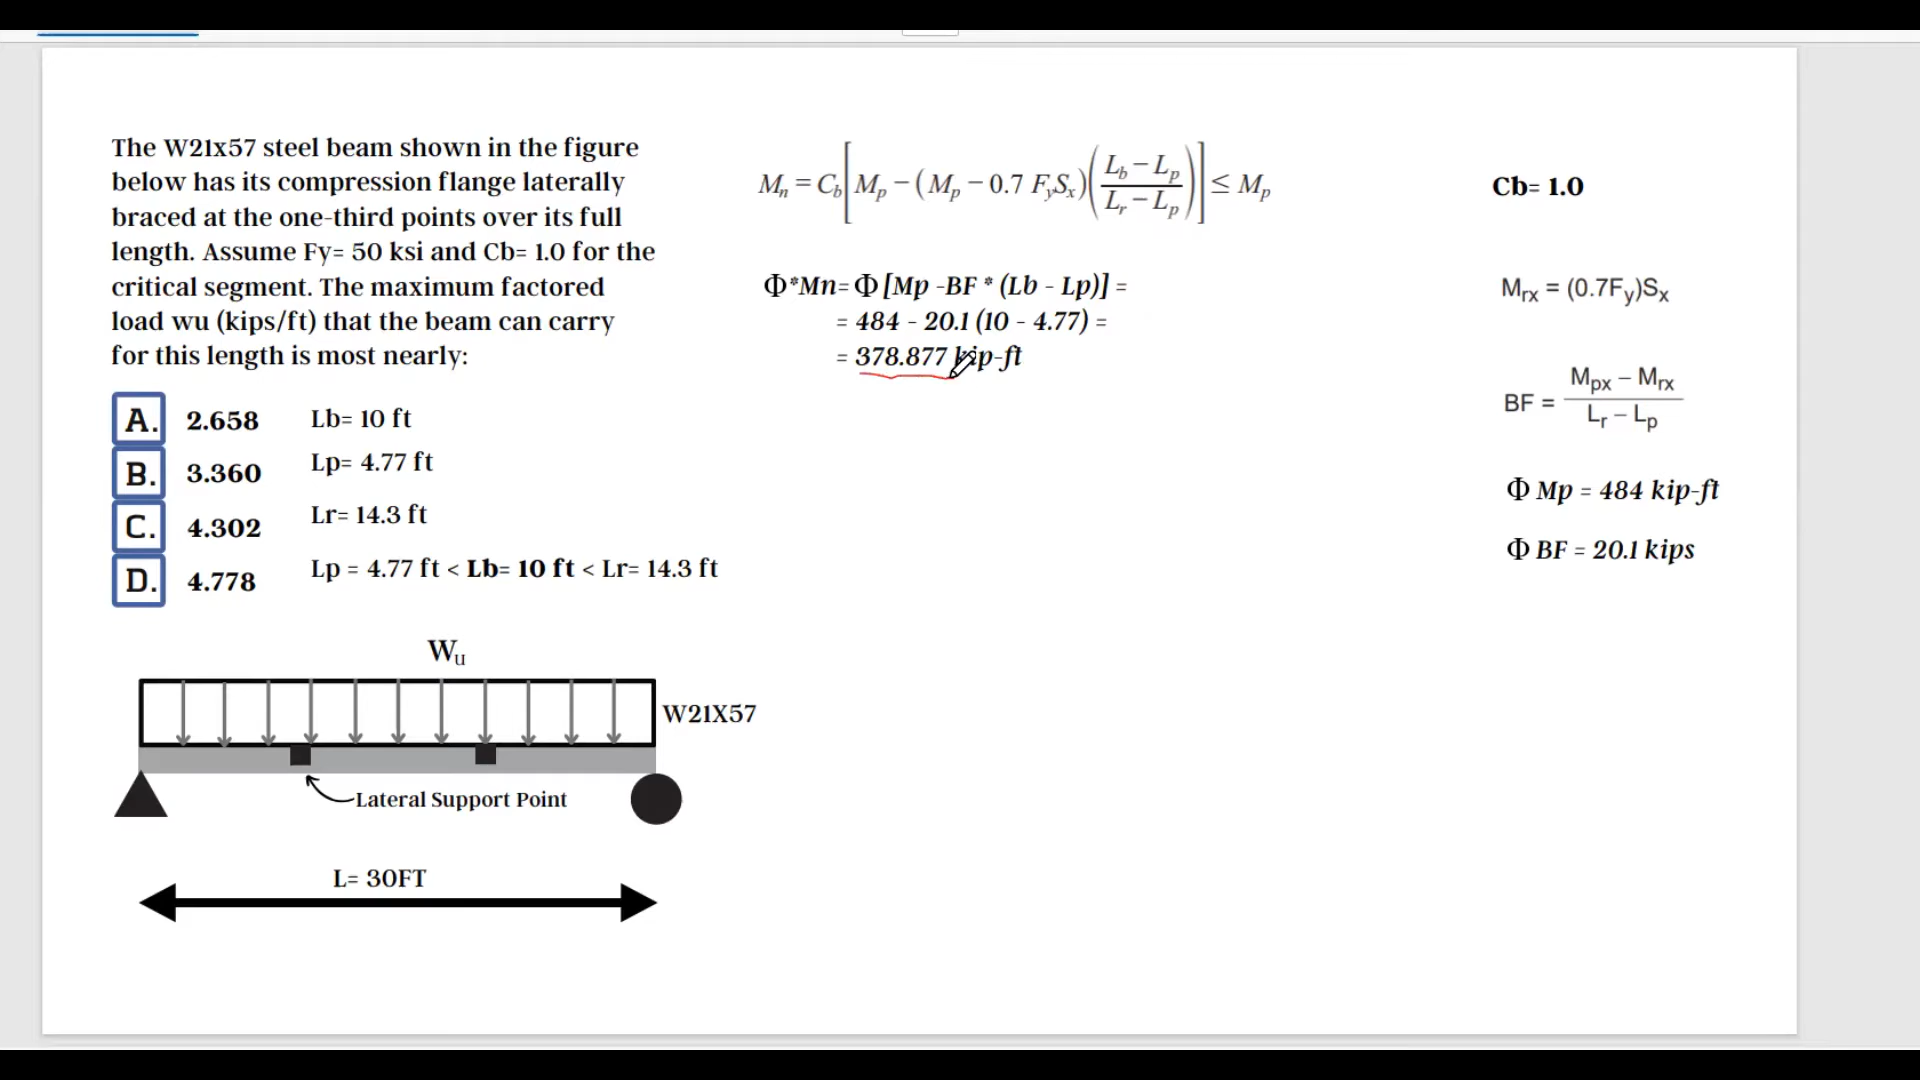 The W21x57 steel beam shown in the figure
below has its compression flange laterally
braced at the one-third points over its full
length. Assume Fy= 50 ksi and Cb= 1.0 for the
critical segment. The maximum factored
load wu (kips/ft) that the beam can carry
for this length is most nearly:
A. 2.658
B. 3.360
C. 4.302
D. 4.778
Lb= 10 ft
Lp= 4.77 ft
Lr= 14.3 ft
Lp = 4.77 ft < Lb= 10 ft < Lr= 14.3 ft
Wu
W21X57
Lateral Support Point
L= 30FT
Mn = Cb[Mp − (Mp − 0.7 FySx)((Lb − Lp)/(Lr − Lp))] ≤ Mp
Φ*Mn= Φ [Mp -BF * (Lb - Lp)] =
= 484 - 20.1 (10 - 4.77) =
= 378.877 kip-ft
Cb= 1.0
Mrx = (0.7Fy)Sx
BF = (Mpx − Mrx)/(Lr − Lp)
Φ Mp = 484 kip-ft
Φ BF = 20.1 kips